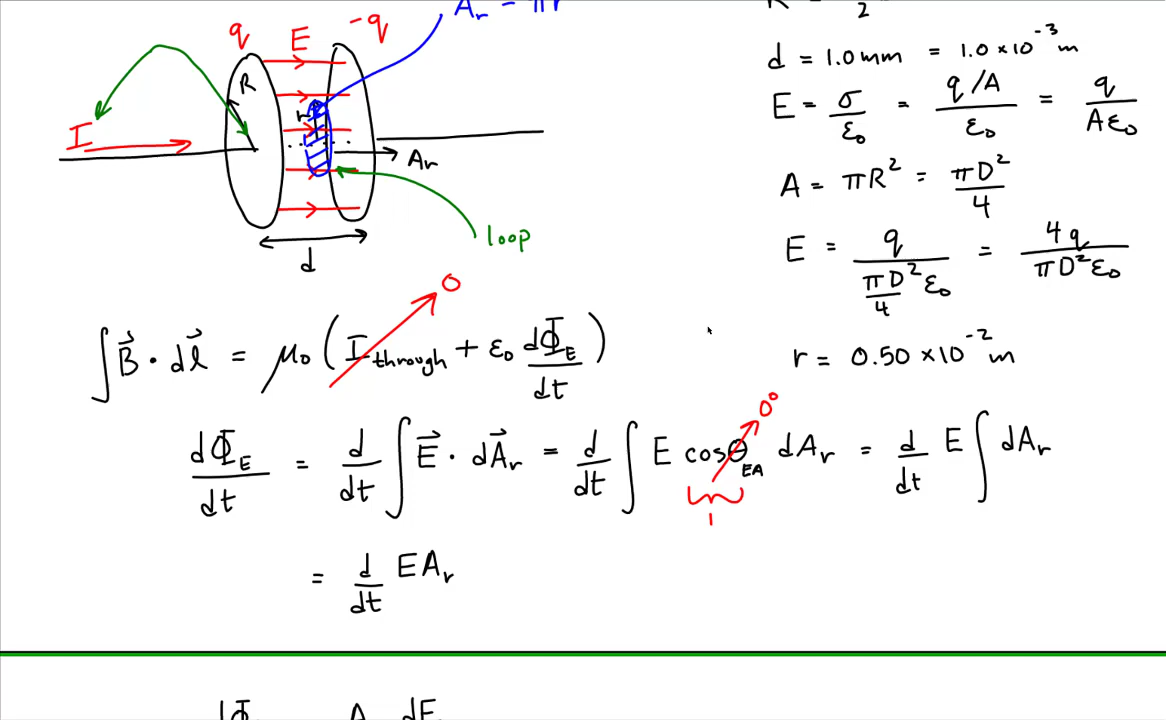 q E -q
R
r
I
A_r
d
loop
2
d = 1.0 mm = 1.0 × 10^-3 m
E = σ/ε₀ = (q/A)/ε₀ = q/(Aε₀)
A = πR² = πD²/4
E = q/((πD²/4) ε₀) = 4q/(πD²ε₀)
0
∫ B⃗ · dl⃗ = μ₀ ( I_through + ε₀ dΦ_E/dt )
r = 0.50 × 10^-2 m
0°
dΦ_E/dt = d/dt ∫ E⃗ · dA⃗_r = d/dt ∫ E cosθ_EA dA_r = d/dt E ∫ dA_r
1
= d/dt EA_r